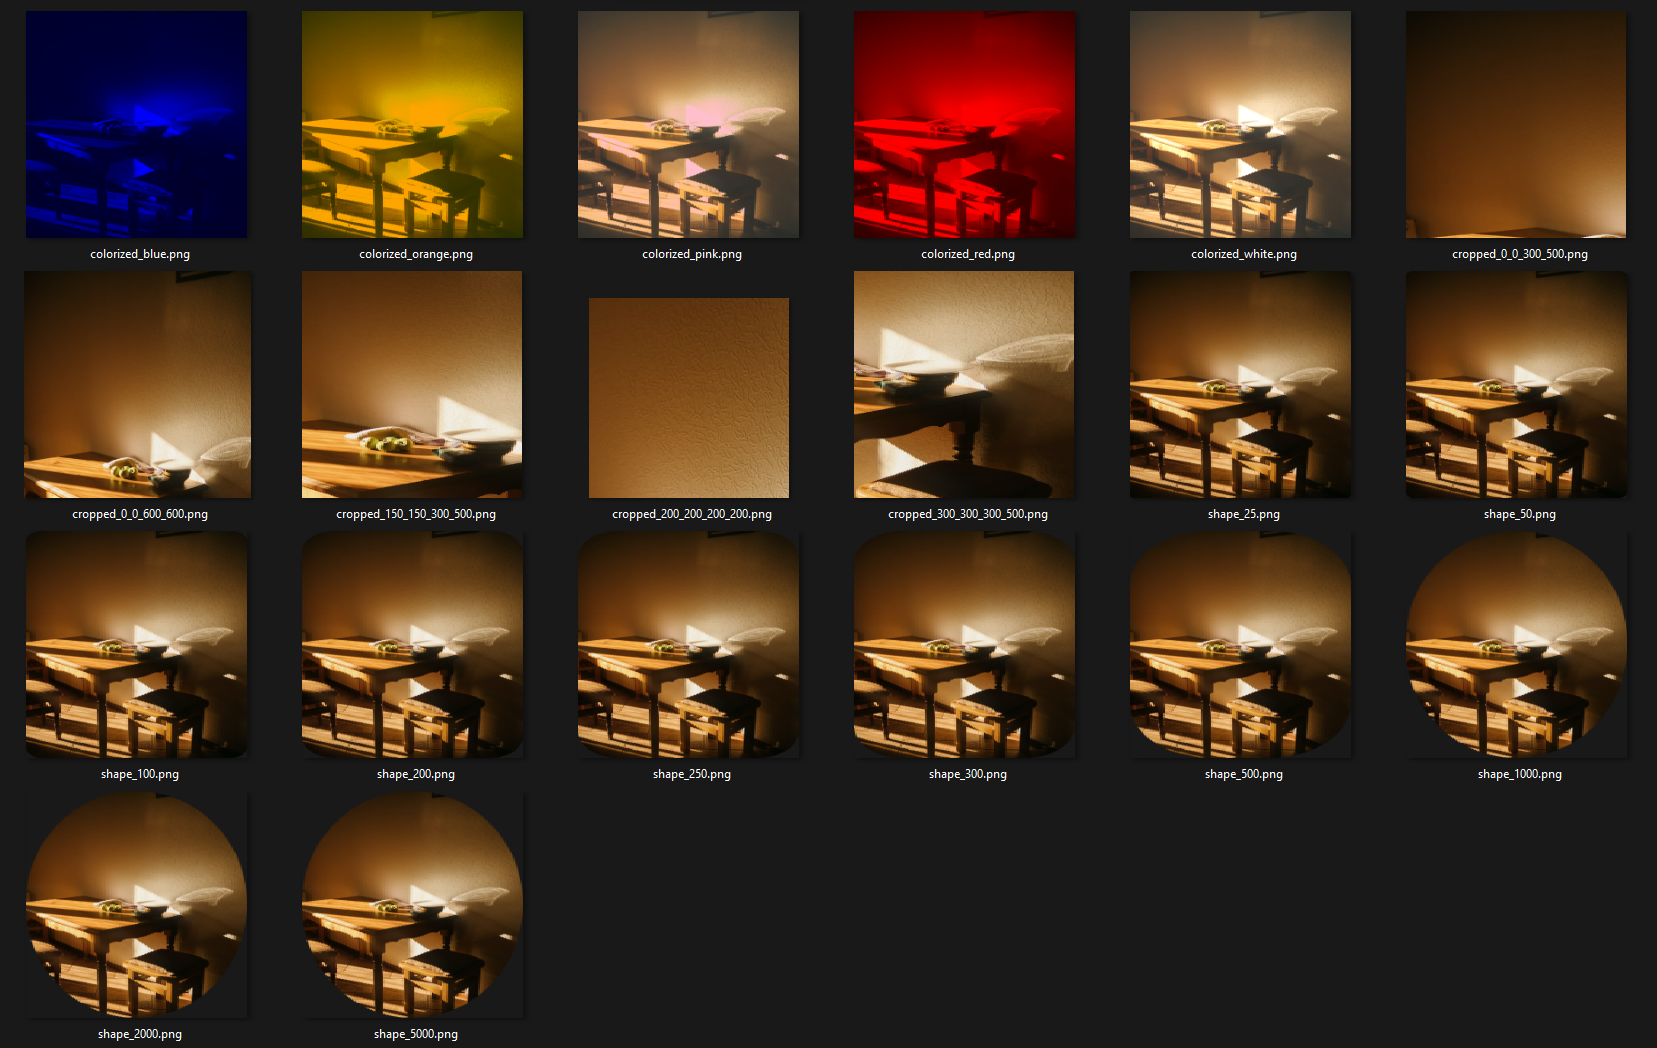 colorized_blue.png
colorized_orange.png
colorized_pink.png
colorized_red.png
colorized_white.png
cropped_0_0_300_500.png
cropped_0_0_600_600.png
cropped_150_150_300_500.png
cropped_200_200_200_200.png
cropped_300_300_300_500.png
shape_25.png
shape_50.png
shape_100.png
shape_200.png
shape_250.png
shape_300.png
shape_500.png
shape_1000.png
shape_2000.png
shape_5000.png